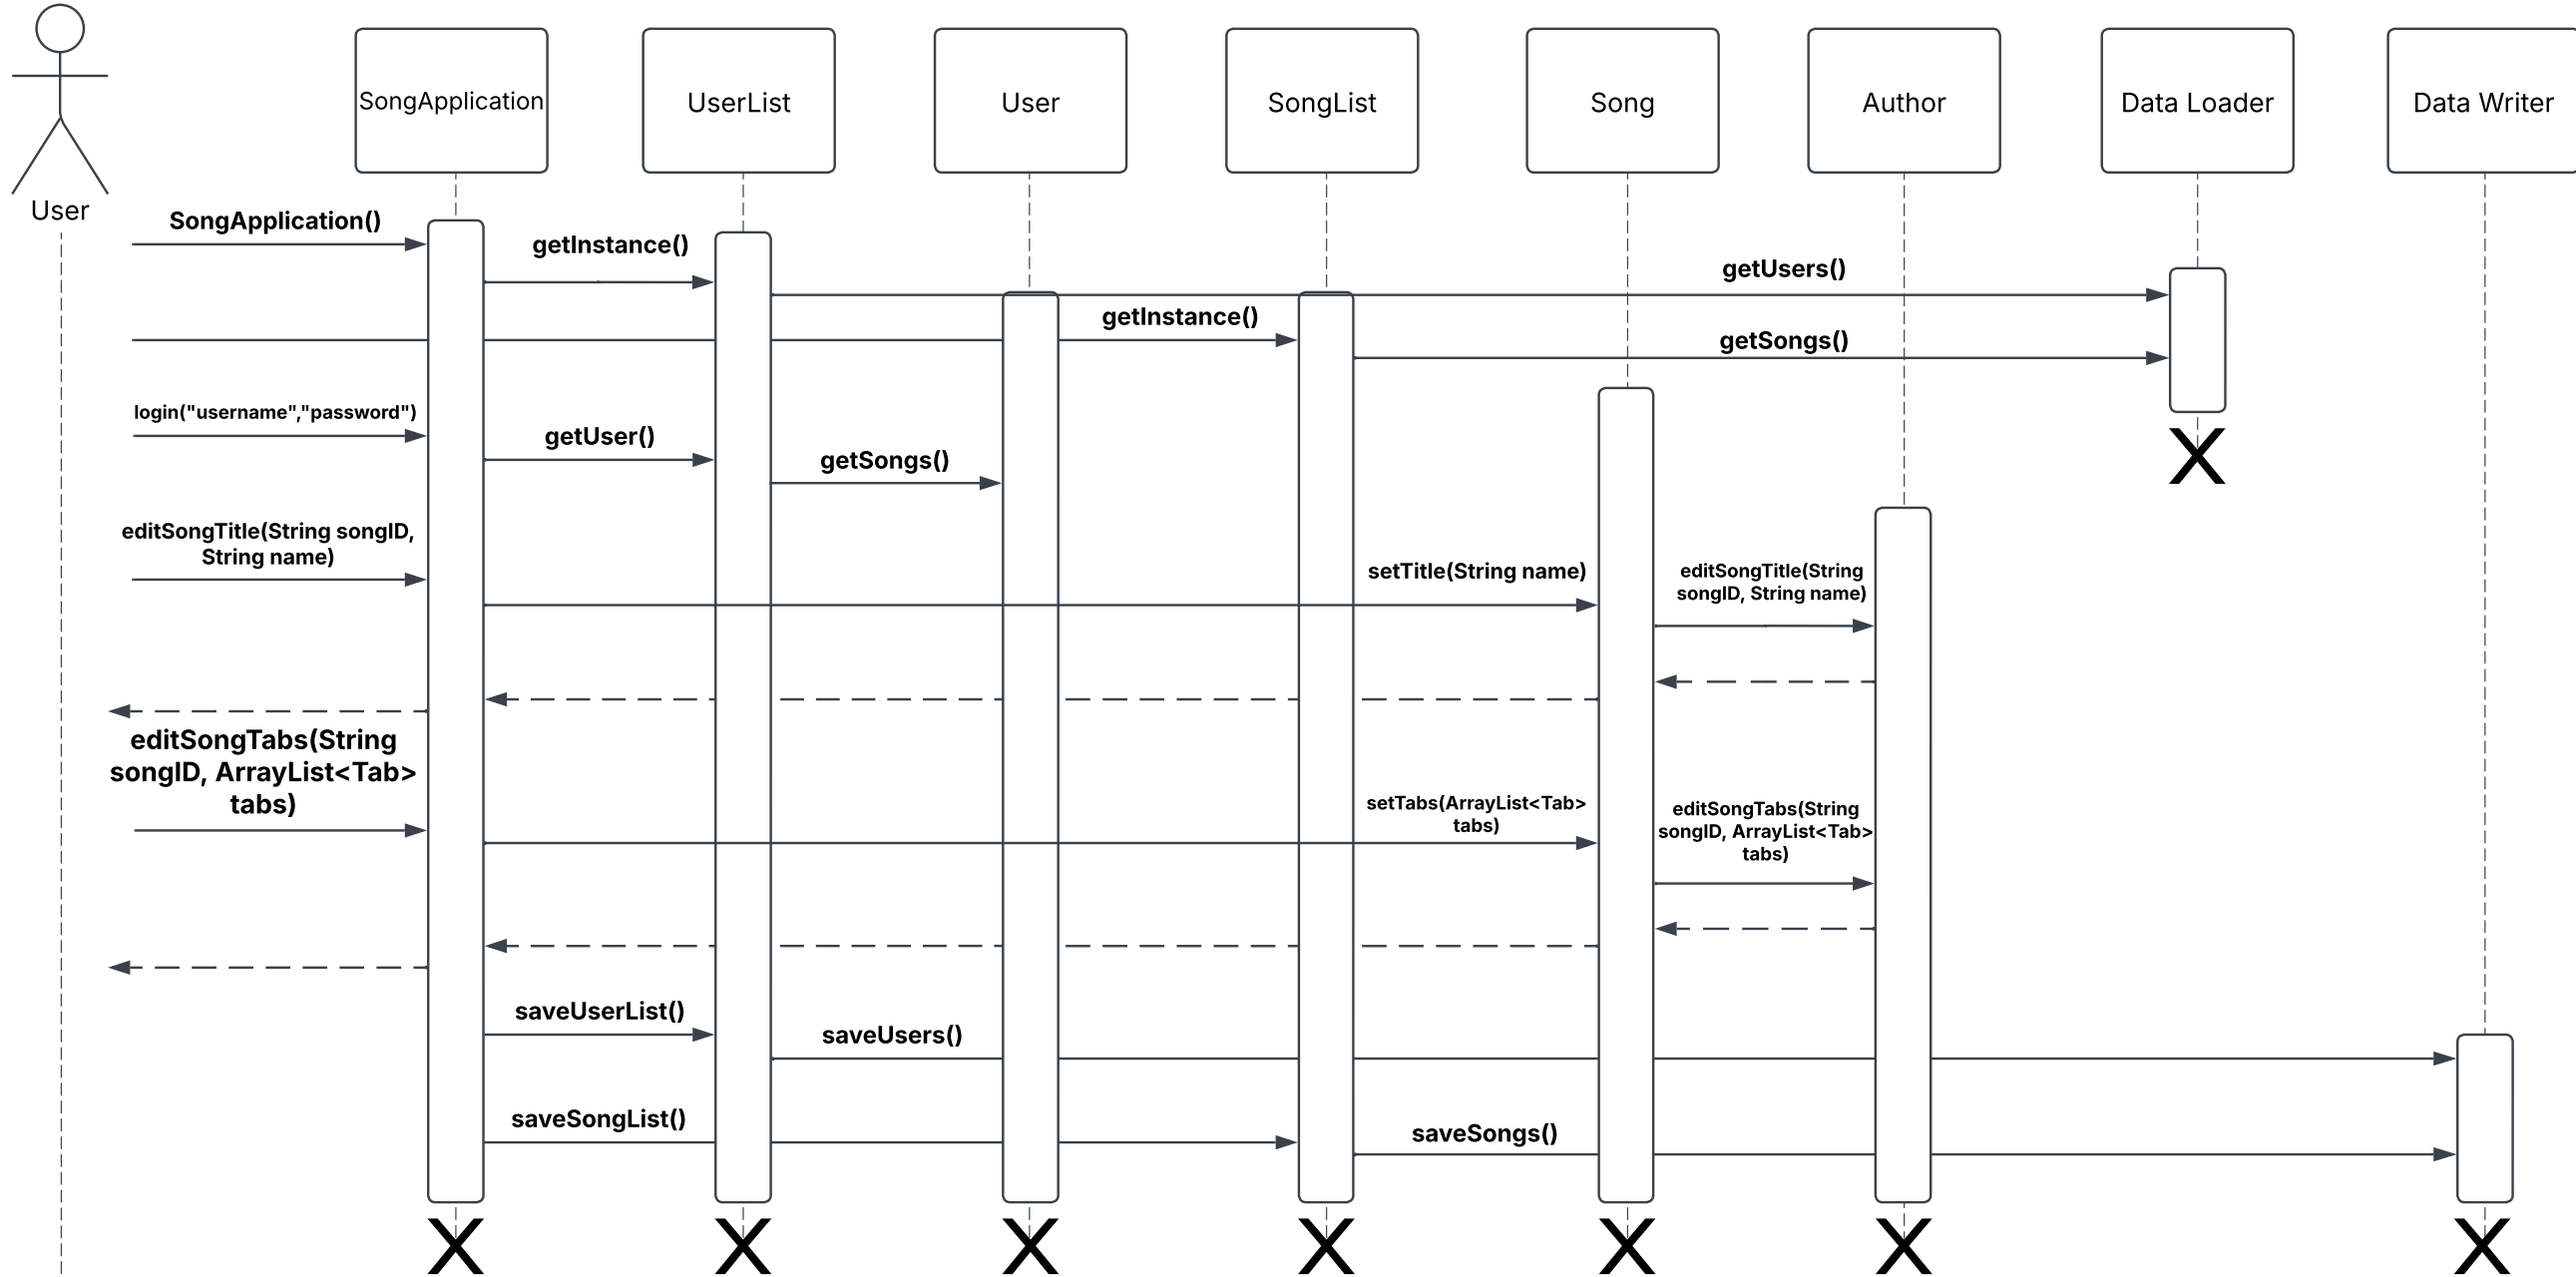 SongApplication
UserList
User
SongList
Song
Author
Data Loader
Data Writer
User
SongApplication()
getInstance()
getUsers()
getInstance()
getSongs()
login("username","password")
getUser()
getSongs()
editSongTitle(String songID,
String name)
setTitle(String name)
editSongTitle(String
songID, String name)
editSongTabs(String
songID, ArrayList<Tab>
tabs)
setTabs(ArrayList<Tab>
tabs)
editSongTabs(String
songID, ArrayList<Tab>
tabs)
saveUserList()
saveUsers()
saveSongList()
saveSongs()
X
X
X
X
X
X
X
X